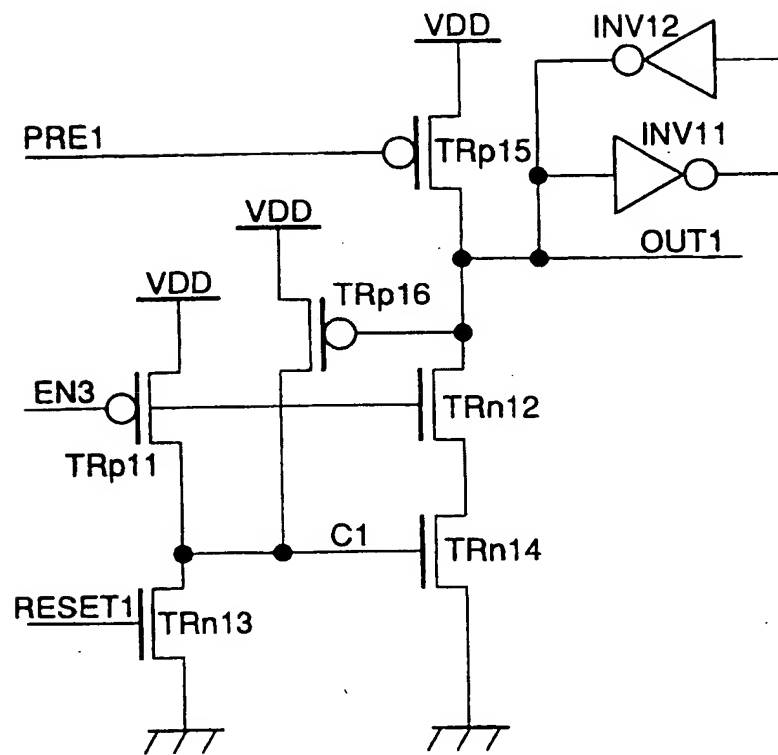 VDD
INV12
PRE1
TRp15
INV11
VDD
OUT1
VDD
TRp16
EN3
TRn12
TRp11
C1
TRn14
RESET1
TRn13